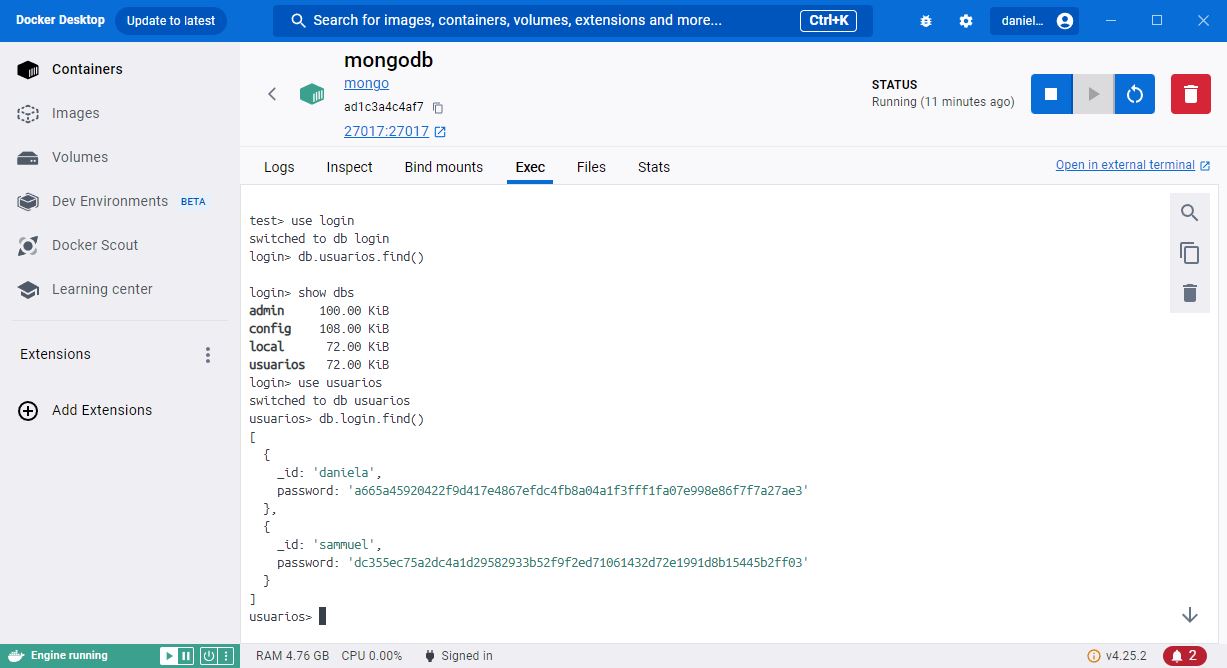 Docker Desktop
Update to latest
Search for images, containers, volumes, extensions and more...
Ctrl+K
daniel...
Containers
Images
Volumes
Dev Environments BETA
Docker Scout
Learning center
Extensions
Add Extensions
mongodb
mongo
ad1c3a4c4af7
27017:27017
STATUS
Running (11 minutes ago)
Logs Inspect Bind mounts Exec Files Stats
Open in external terminal
test> use login
switched to db login
login> db.usuarios.find()
login> show dbs
admin 100.00 KiB
config 108.00 KiB
local 72.00 KiB
usuarios 72.00 KiB
login> use usuarios
switched to db usuarios
usuarios> db.login.find()
[
{
_id: 'daniela',
password: 'a665a45920422f9d417e4867efdc4fb8a04a1f3fff1fa07e998e86f7f7a27ae3'
},
{
_id: 'sammuel',
password: 'dc355ec75a2dc4a1d29582933b52f9f2ed71061432d72e1991d8b15445b2ff03'
}
]
usuarios>
Engine running
RAM 4.76 GB CPU 0.00% Signed in
v4.25.2
2